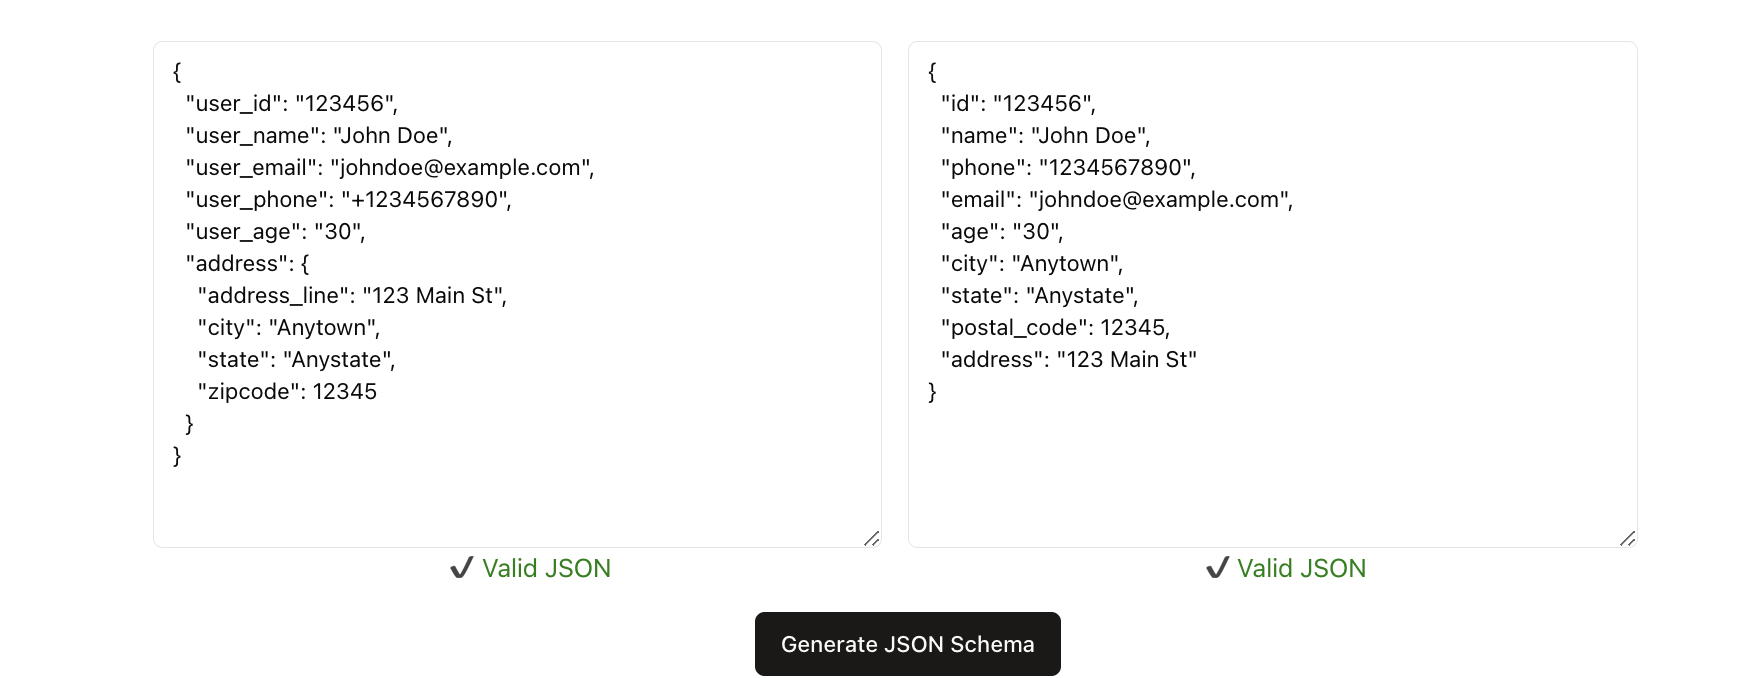 {
"user_id": "123456",
"user_name": "John Doe",
"user_email": "johndoe@example.com",
"user_phone": "+1234567890",
"user_age": "30",
"address": {
"address_line": "123 Main St",
"city": "Anytown",
"state": "Anystate",
"zipcode": 12345
}
}
✔ Valid JSON
{
"id": "123456",
"name": "John Doe",
"phone": "1234567890",
"email": "johndoe@example.com",
"age": "30",
"city": "Anytown",
"state": "Anystate",
"postal_code": 12345,
"address": "123 Main St"
}
✔ Valid JSON
Generate JSON Schema